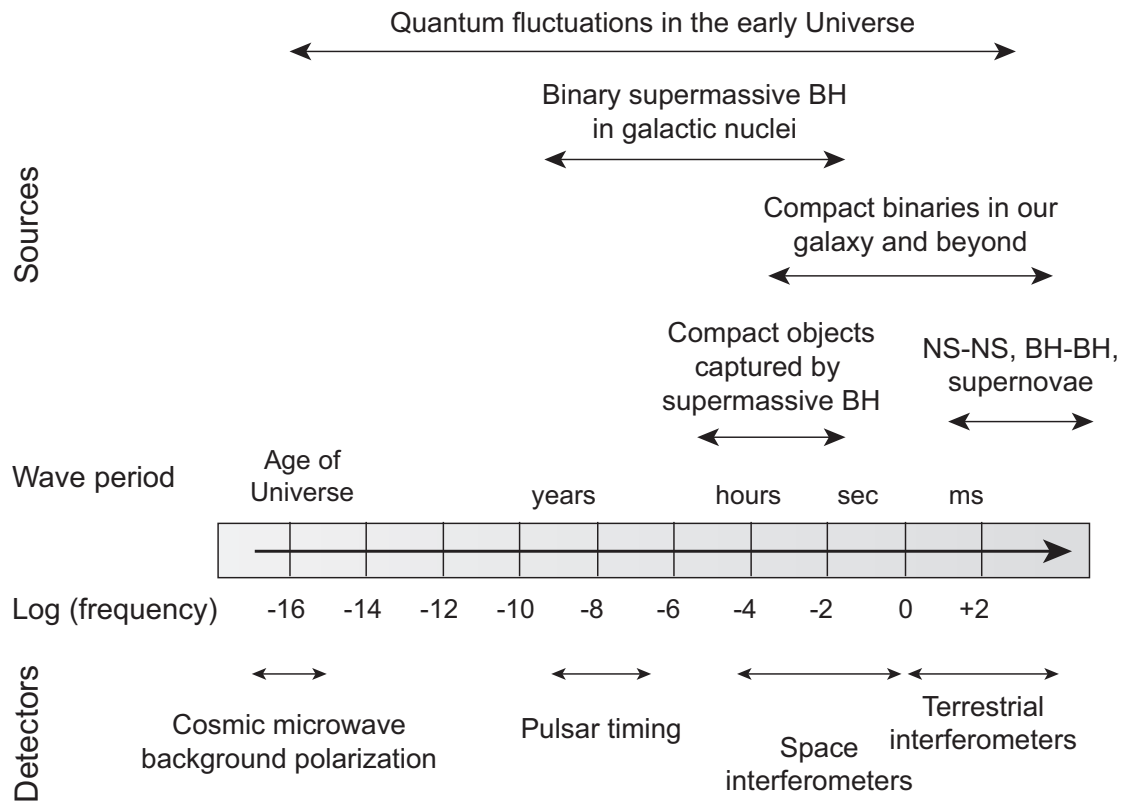 Quantum fluctuations in the early Universe
Binary supermassive BH
in galactic nuclei
Sources
Compact binaries in our
galaxy and beyond
Compact objects
captured by
supermassive BH
NS-NS, BH-BH,
supernovae
Wave period
Age of
Universe
years
hours
sec
ms
Log (frequency)
-16
-14
-12
-10
-8
-6
-4
-2
0
+2
Detectors
Cosmic microwave
background polarization
Pulsar timing
Space
interferometers
Terrestrial
interferometers